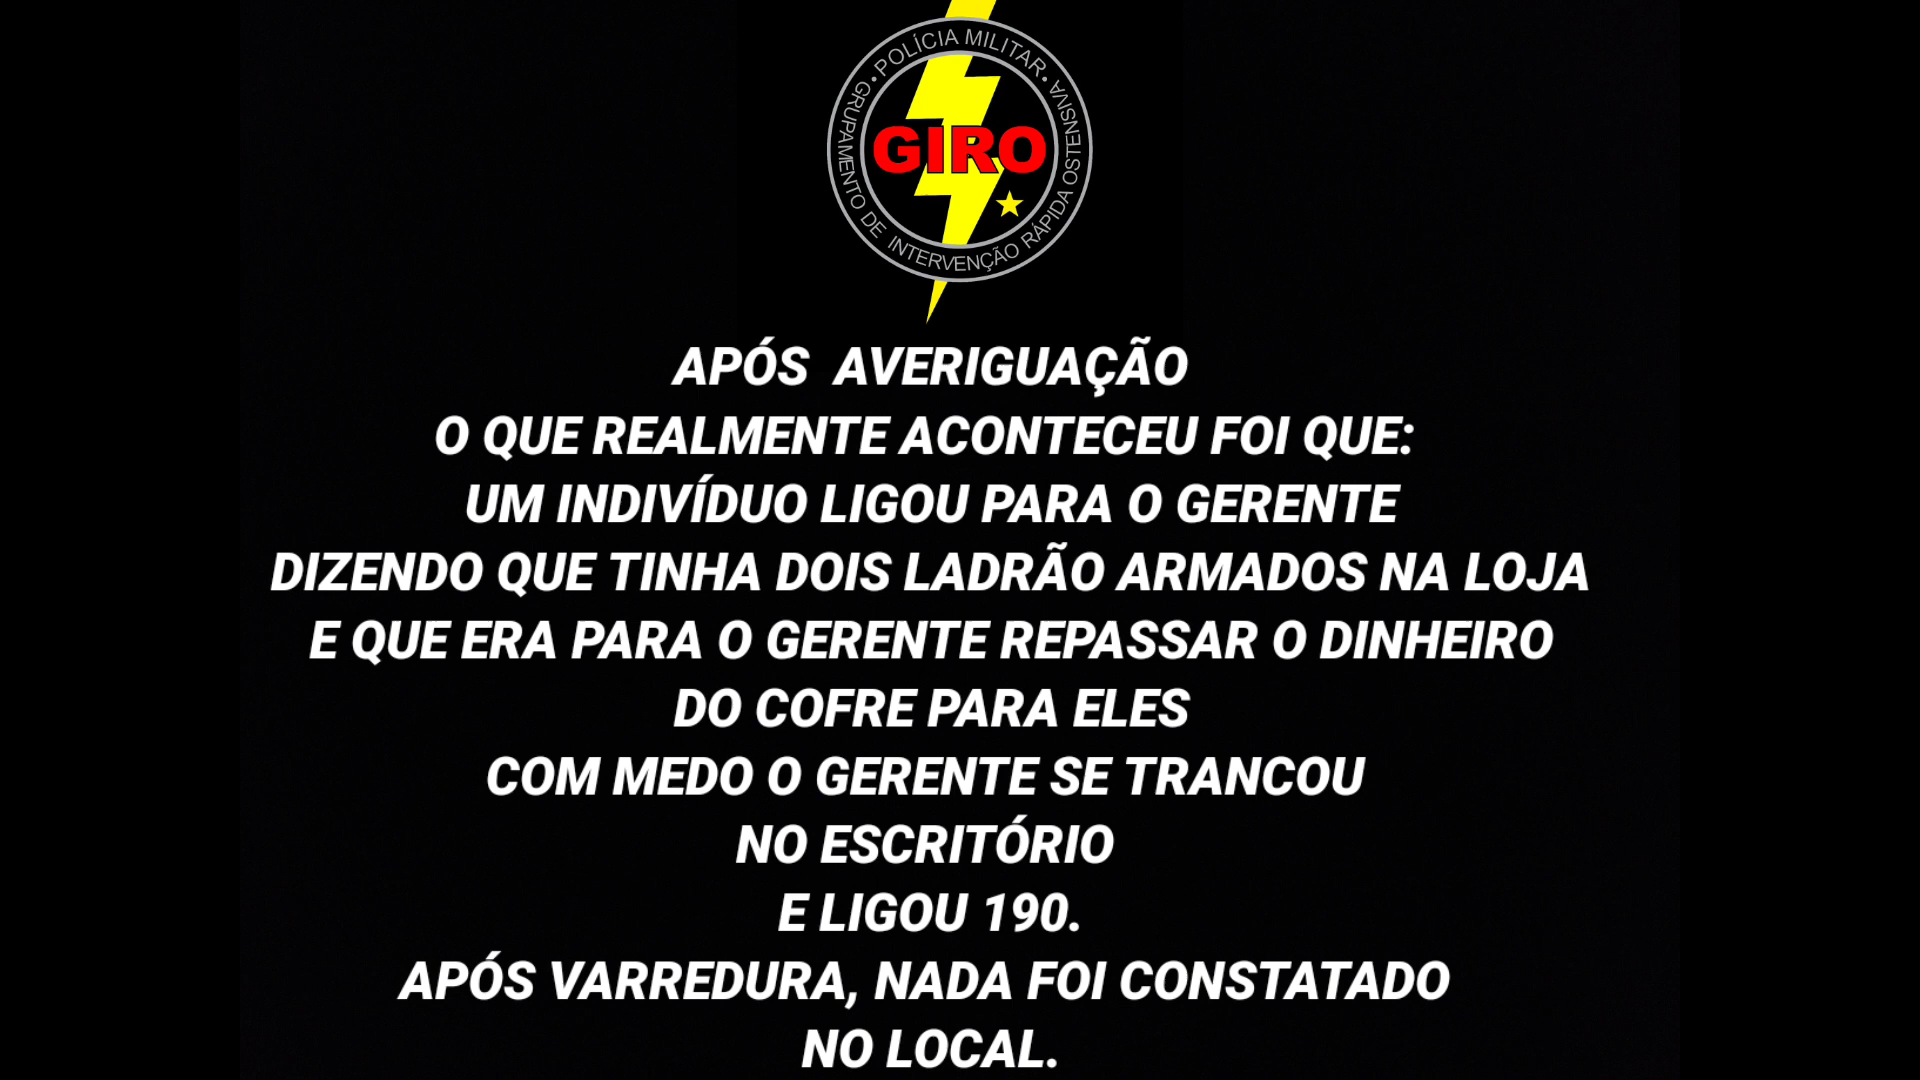 • POLÍCIA MILITAR •
GRUPAMENTO DE INTERVENÇÃO RÁPIDA OSTENSIVA
GIRO
APÓS AVERIGUAÇÃO
O QUE REALMENTE ACONTECEU FOI QUE:
UM INDIVÍDUO LIGOU PARA O GERENTE
DIZENDO QUE TINHA DOIS LADRÃO ARMADOS NA LOJA
E QUE ERA PARA O GERENTE REPASSAR O DINHEIRO
DO COFRE PARA ELES
COM MEDO O GERENTE SE TRANCOU
NO ESCRITÓRIO
E LIGOU 190.
APÓS VARREDURA, NADA FOI CONSTATADO
NO LOCAL.